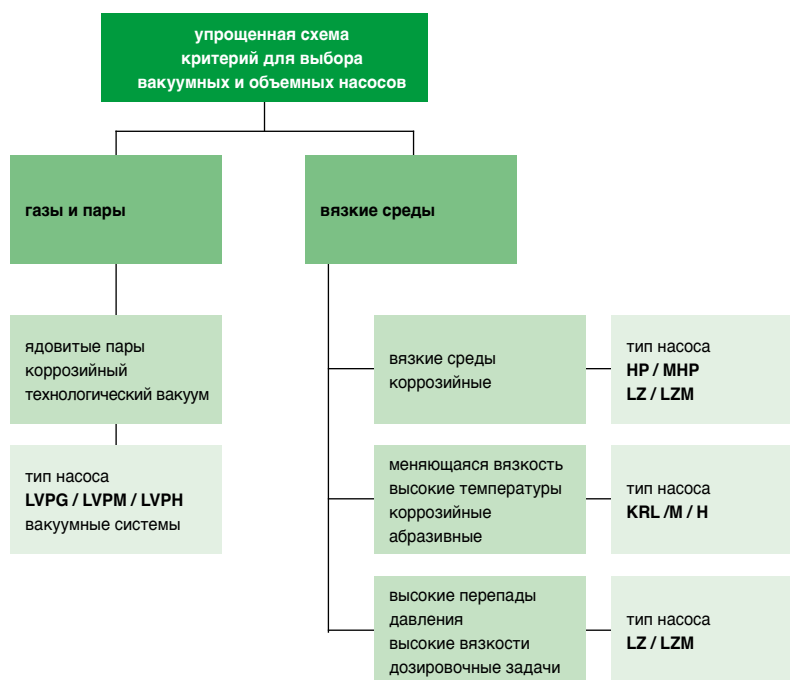 упрощенная схема
критерий для выбора
вакуумных и объемных насосов
газы и пары
вязкие среды
ядовитые пары
коррозийный
технологический вакуум
тип насоса
LVPG / LVPM / LVPH
вакуумные системы
вязкие среды
коррозийные
тип насоса
HP / MHP
LZ / LZM
меняющаяся вязкость
высокие температуры
коррозийные
абразивные
тип насоса
KRL /M / H
высокие перепады
давления
высокие вязкости
дозировочные задачи
тип насоса
LZ / LZM